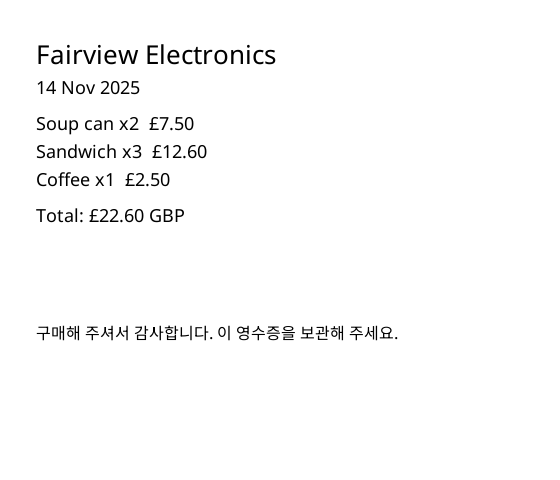 Fairview Electronics
14 Nov 2025
Soup can x2  £7.50
Sandwich x3  £12.60
Coffee x1  £2.50
Total: £22.60 GBP
구매해 주셔서 감사합니다. 이 영수증을 보관해 주세요.